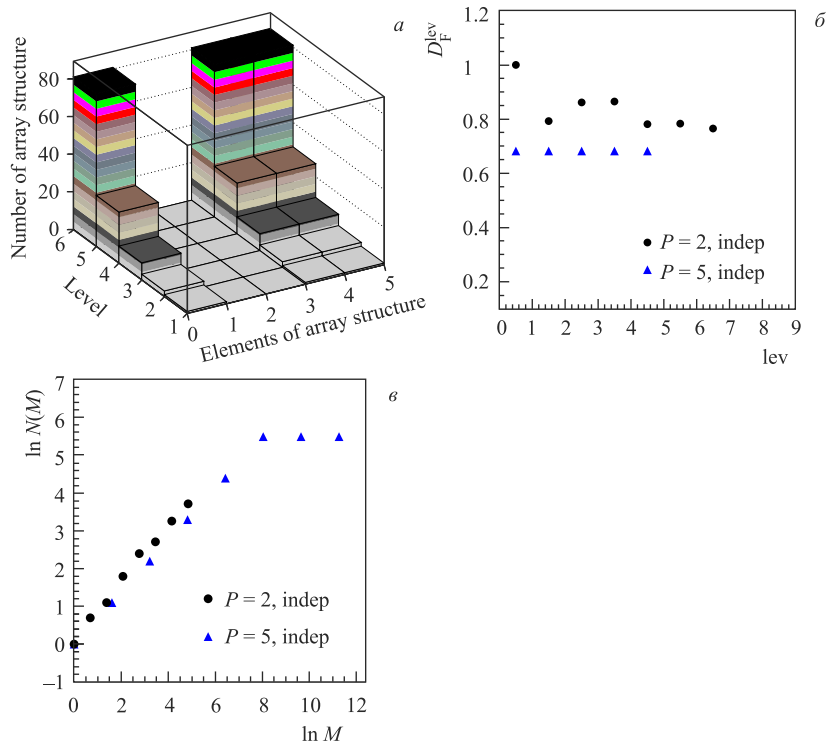 а
Number of array structure
80
60
40
20
0
6
5
4
3
2
1
Level
0
1
2
3
4
5
Elements of array structure
б
D_F^lev
1.2
1
0.8
0.6
0.4
0.2
P = 2, indep
P = 5, indep
0 1 2 3 4 5 6 7 8 9
lev
в
ln N(M)
7
6
5
4
3
2
1
0
–1
P = 2, indep
P = 5, indep
0 2 4 6 8 10 12
ln M